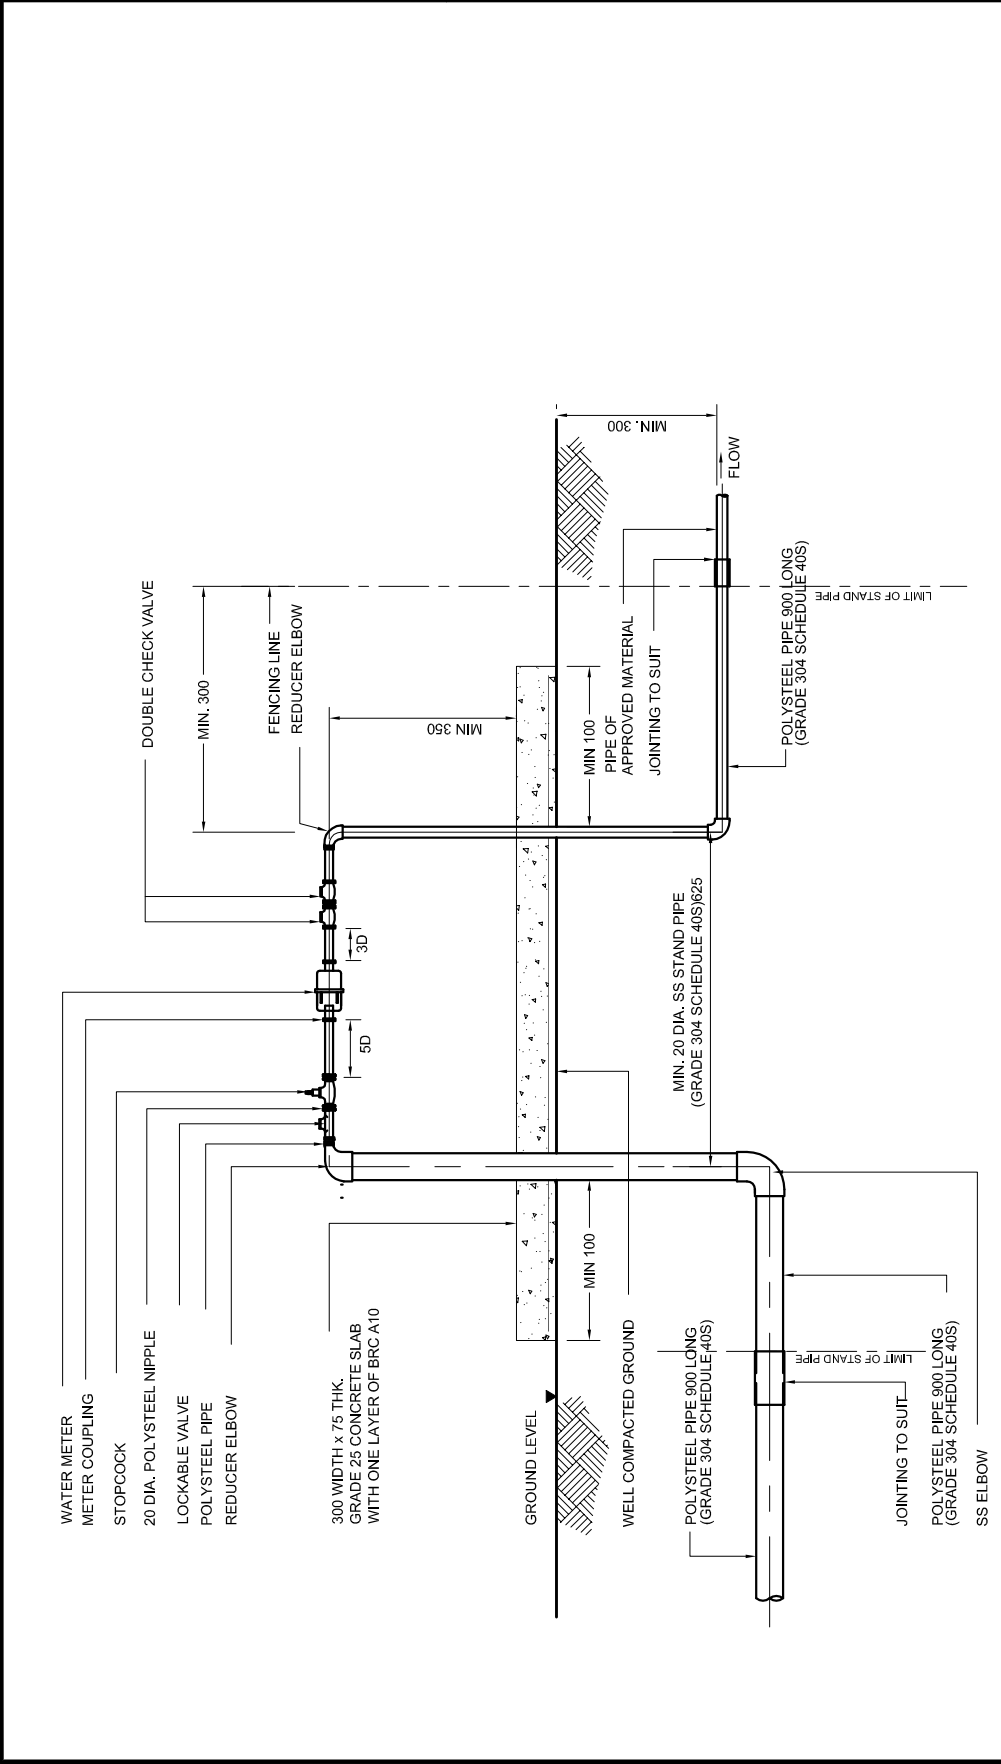 WATER METER
METER COUPLING
STOPCOCK
20 DIA. POLYSTEEL NIPPLE
LOCKABLE VALVE
POLYSTEEL PIPE
REDUCER ELBOW
300 WIDTH x 75 THK.
GRADE 25 CONCRETE SLAB
WITH ONE LAYER OF BRC A10
GROUND LEVEL
WELL COMPACTED GROUND
POLYSTEEL PIPE 900 LONG
(GRADE 304 SCHEDULE 40S)
LIMIT OF STAND PIPE
JOINTING TO SUIT
POLYSTEEL PIPE 900 LONG
(GRADE 304 SCHEDULE 40S)
SS ELBOW
MIN 100
5D
3D
MIN. 20 DIA. SS STAND PIPE
(GRADE 304 SCHEDULE 40S)625
DOUBLE CHECK VALVE
MIN. 300
FENCING LINE
REDUCER ELBOW
MIN 350
MIN 100
PIPE OF
APPROVED MATERIAL
JOINTING TO SUIT
MIN. 300
FLOW
POLYSTEEL PIPE 900 LONG
(GRADE 304 SCHEDULE 40S)
LIMIT OF STAND PIPE